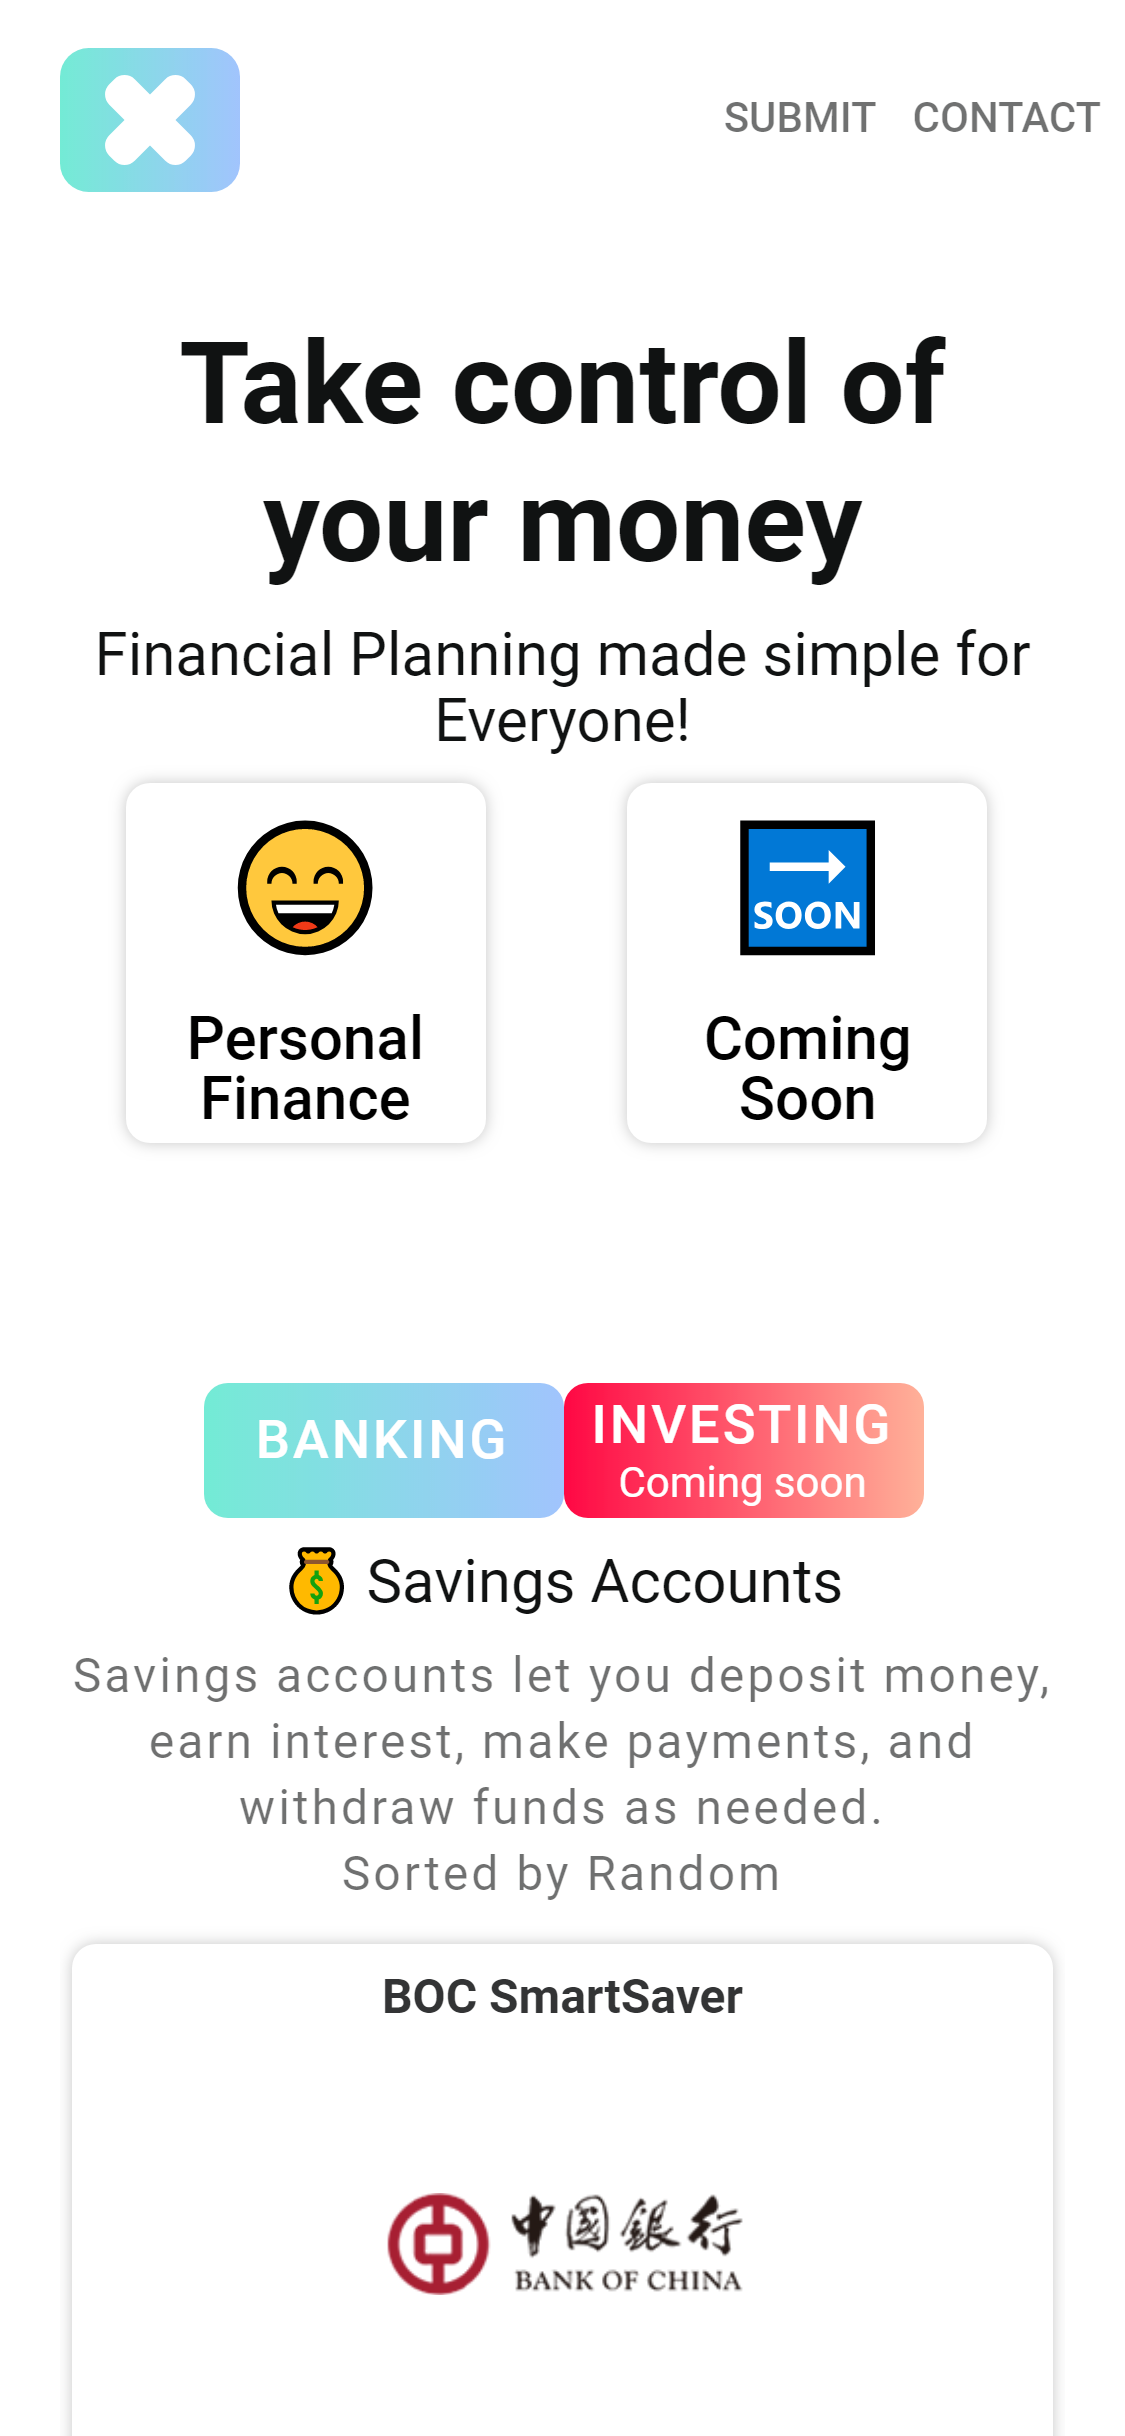 SUBMIT CONTACT
Take control of
your money
Financial Planning made simple for
Everyone!
SOON
Personal
Finance
Coming
Soon
BANKING
INVESTING
Coming soon
$ Savings Accounts
Savings accounts let you deposit money,
earn interest, make payments, and
withdraw funds as needed.
Sorted by Random
BOC SmartSaver
中國銀行
BANK OF CHINA